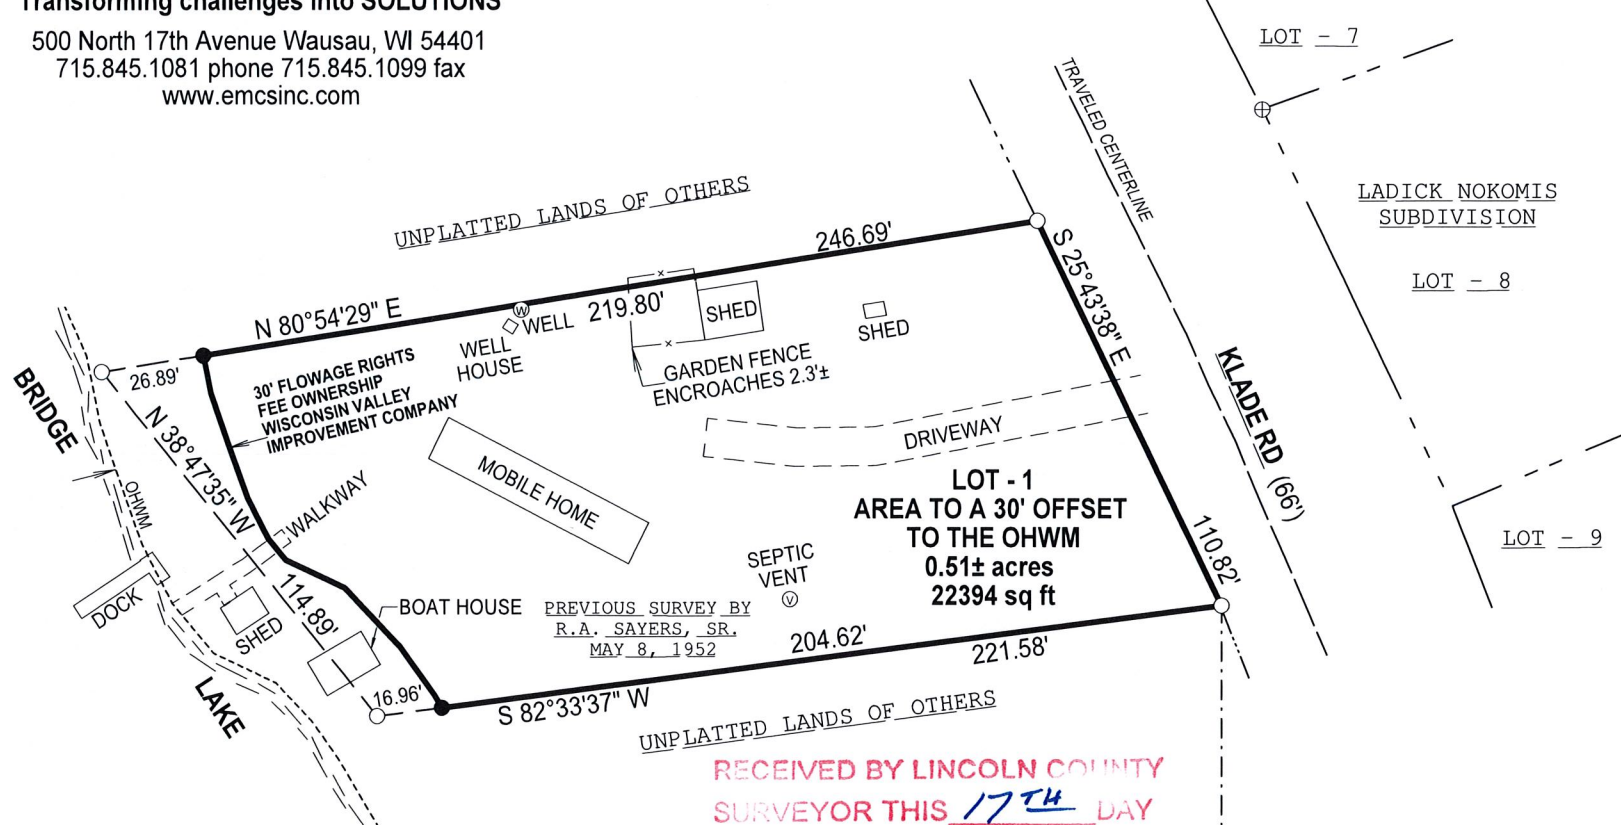 Transforming challenges into SOLUTIONS
500 North 17th Avenue Wausau, WI 54401
715.845.1081 phone 715.845.1099 fax
www.emcsinc.com
LOT - 7
TRAVELED CENTERLINE
LADICK NOKOMIS
SUBDIVISION
LOT - 8
LOT - 9
UNPLATTED LANDS OF OTHERS
246.69'
N 80°54'29" E
219.80'
S 25°43'38" E
110.82'
KLADE RD (66')
W
WELL
WELL
HOUSE
SHED
SHED
x
x
GARDEN FENCE
ENCROACHES 2.3'±
26.89'
30' FLOWAGE RIGHTS
FEE OWNERSHIP
WISCONSIN VALLEY
IMPROVEMENT COMPANY
BRIDGE
LAKE
N 38°47'35" W
114.89'
OHWM
WALKWAY
DOCK
SHED
BOAT HOUSE
16.96'
MOBILE HOME
DRIVEWAY
LOT - 1
AREA TO A 30' OFFSET
TO THE OHWM
0.51± acres
22394 sq ft
SEPTIC
VENT
V
PREVIOUS SURVEY BY
R.A. SAYERS, SR.
MAY 8, 1952
204.62'
221.58'
S 82°33'37" W
UNPLATTED LANDS OF OTHERS
RECEIVED BY LINCOLN COUNTY
SURVEYOR THIS 17TH DAY